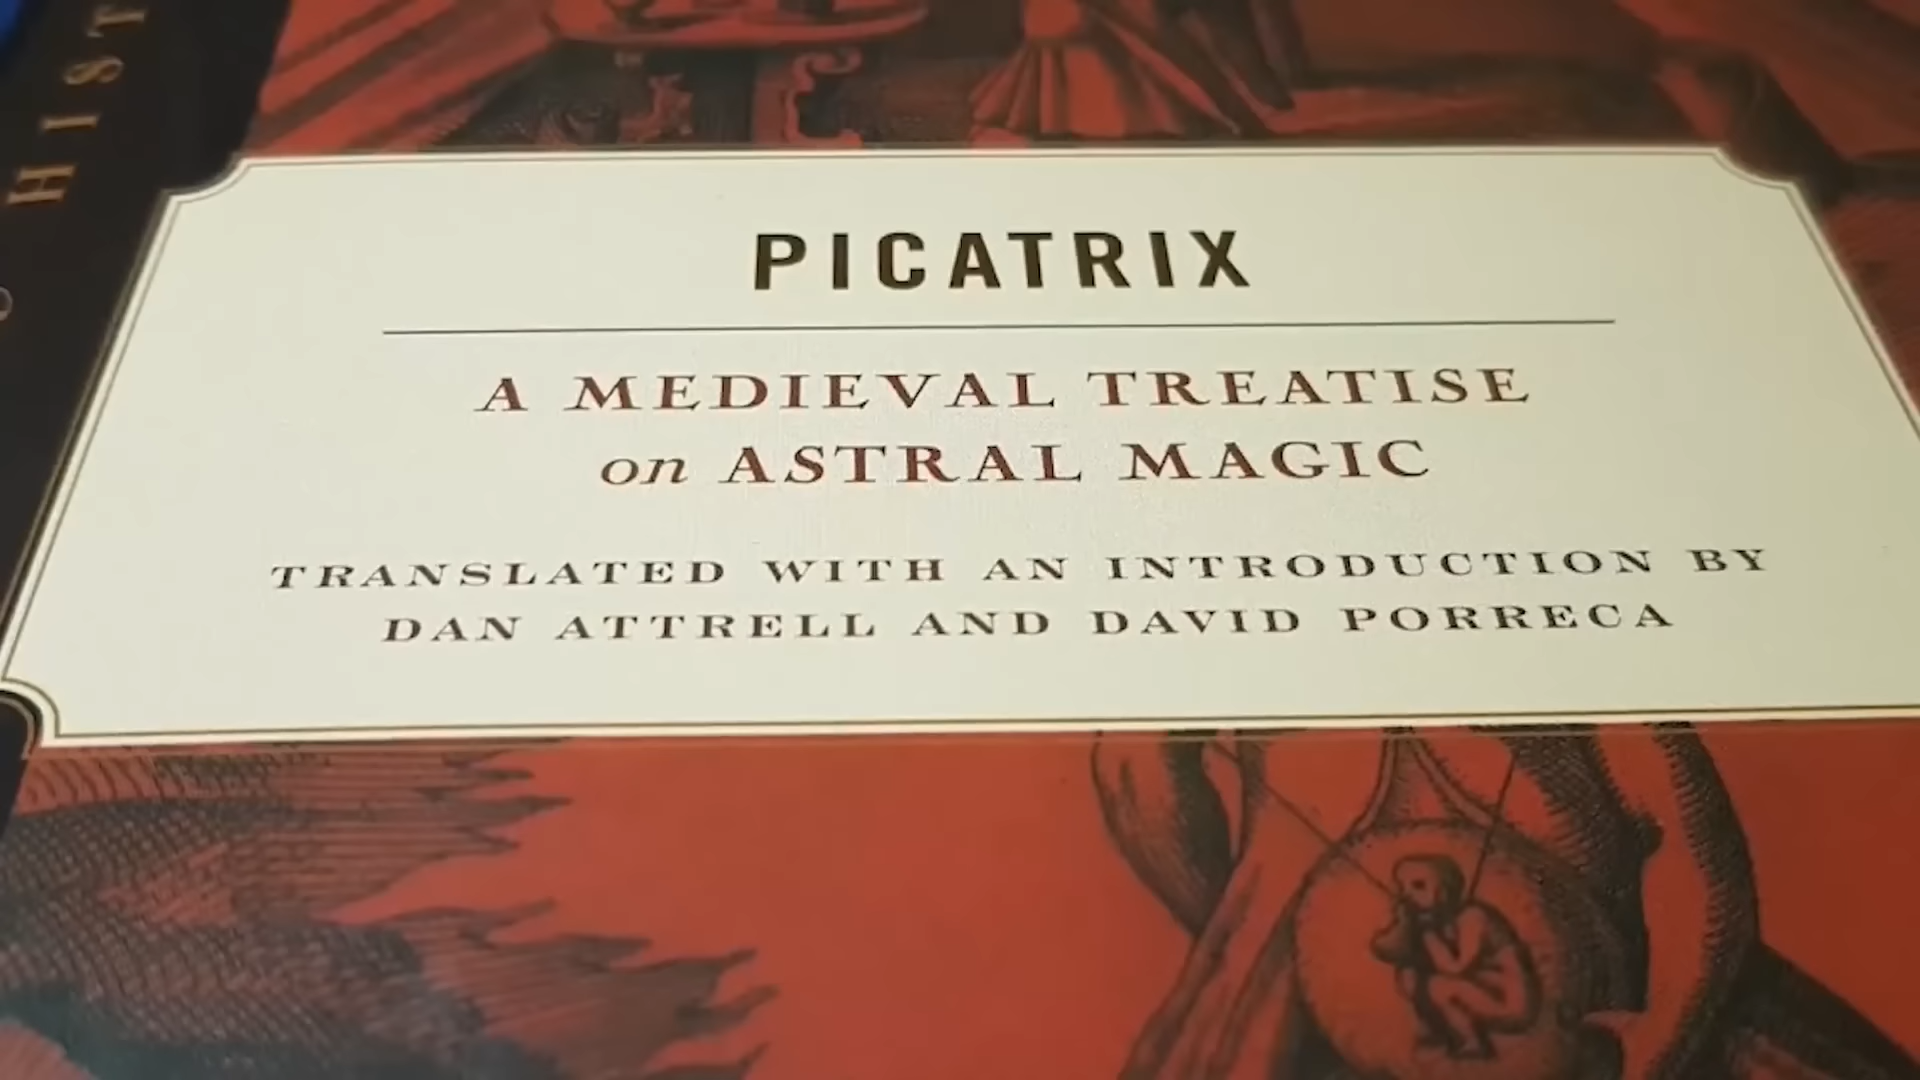 PICATRIX
A MEDIEVAL TREATISE
on ASTRAL MAGIC
TRANSLATED WITH AN INTRODUCTION BY
DAN ATTRELL AND DAVID PORRECA